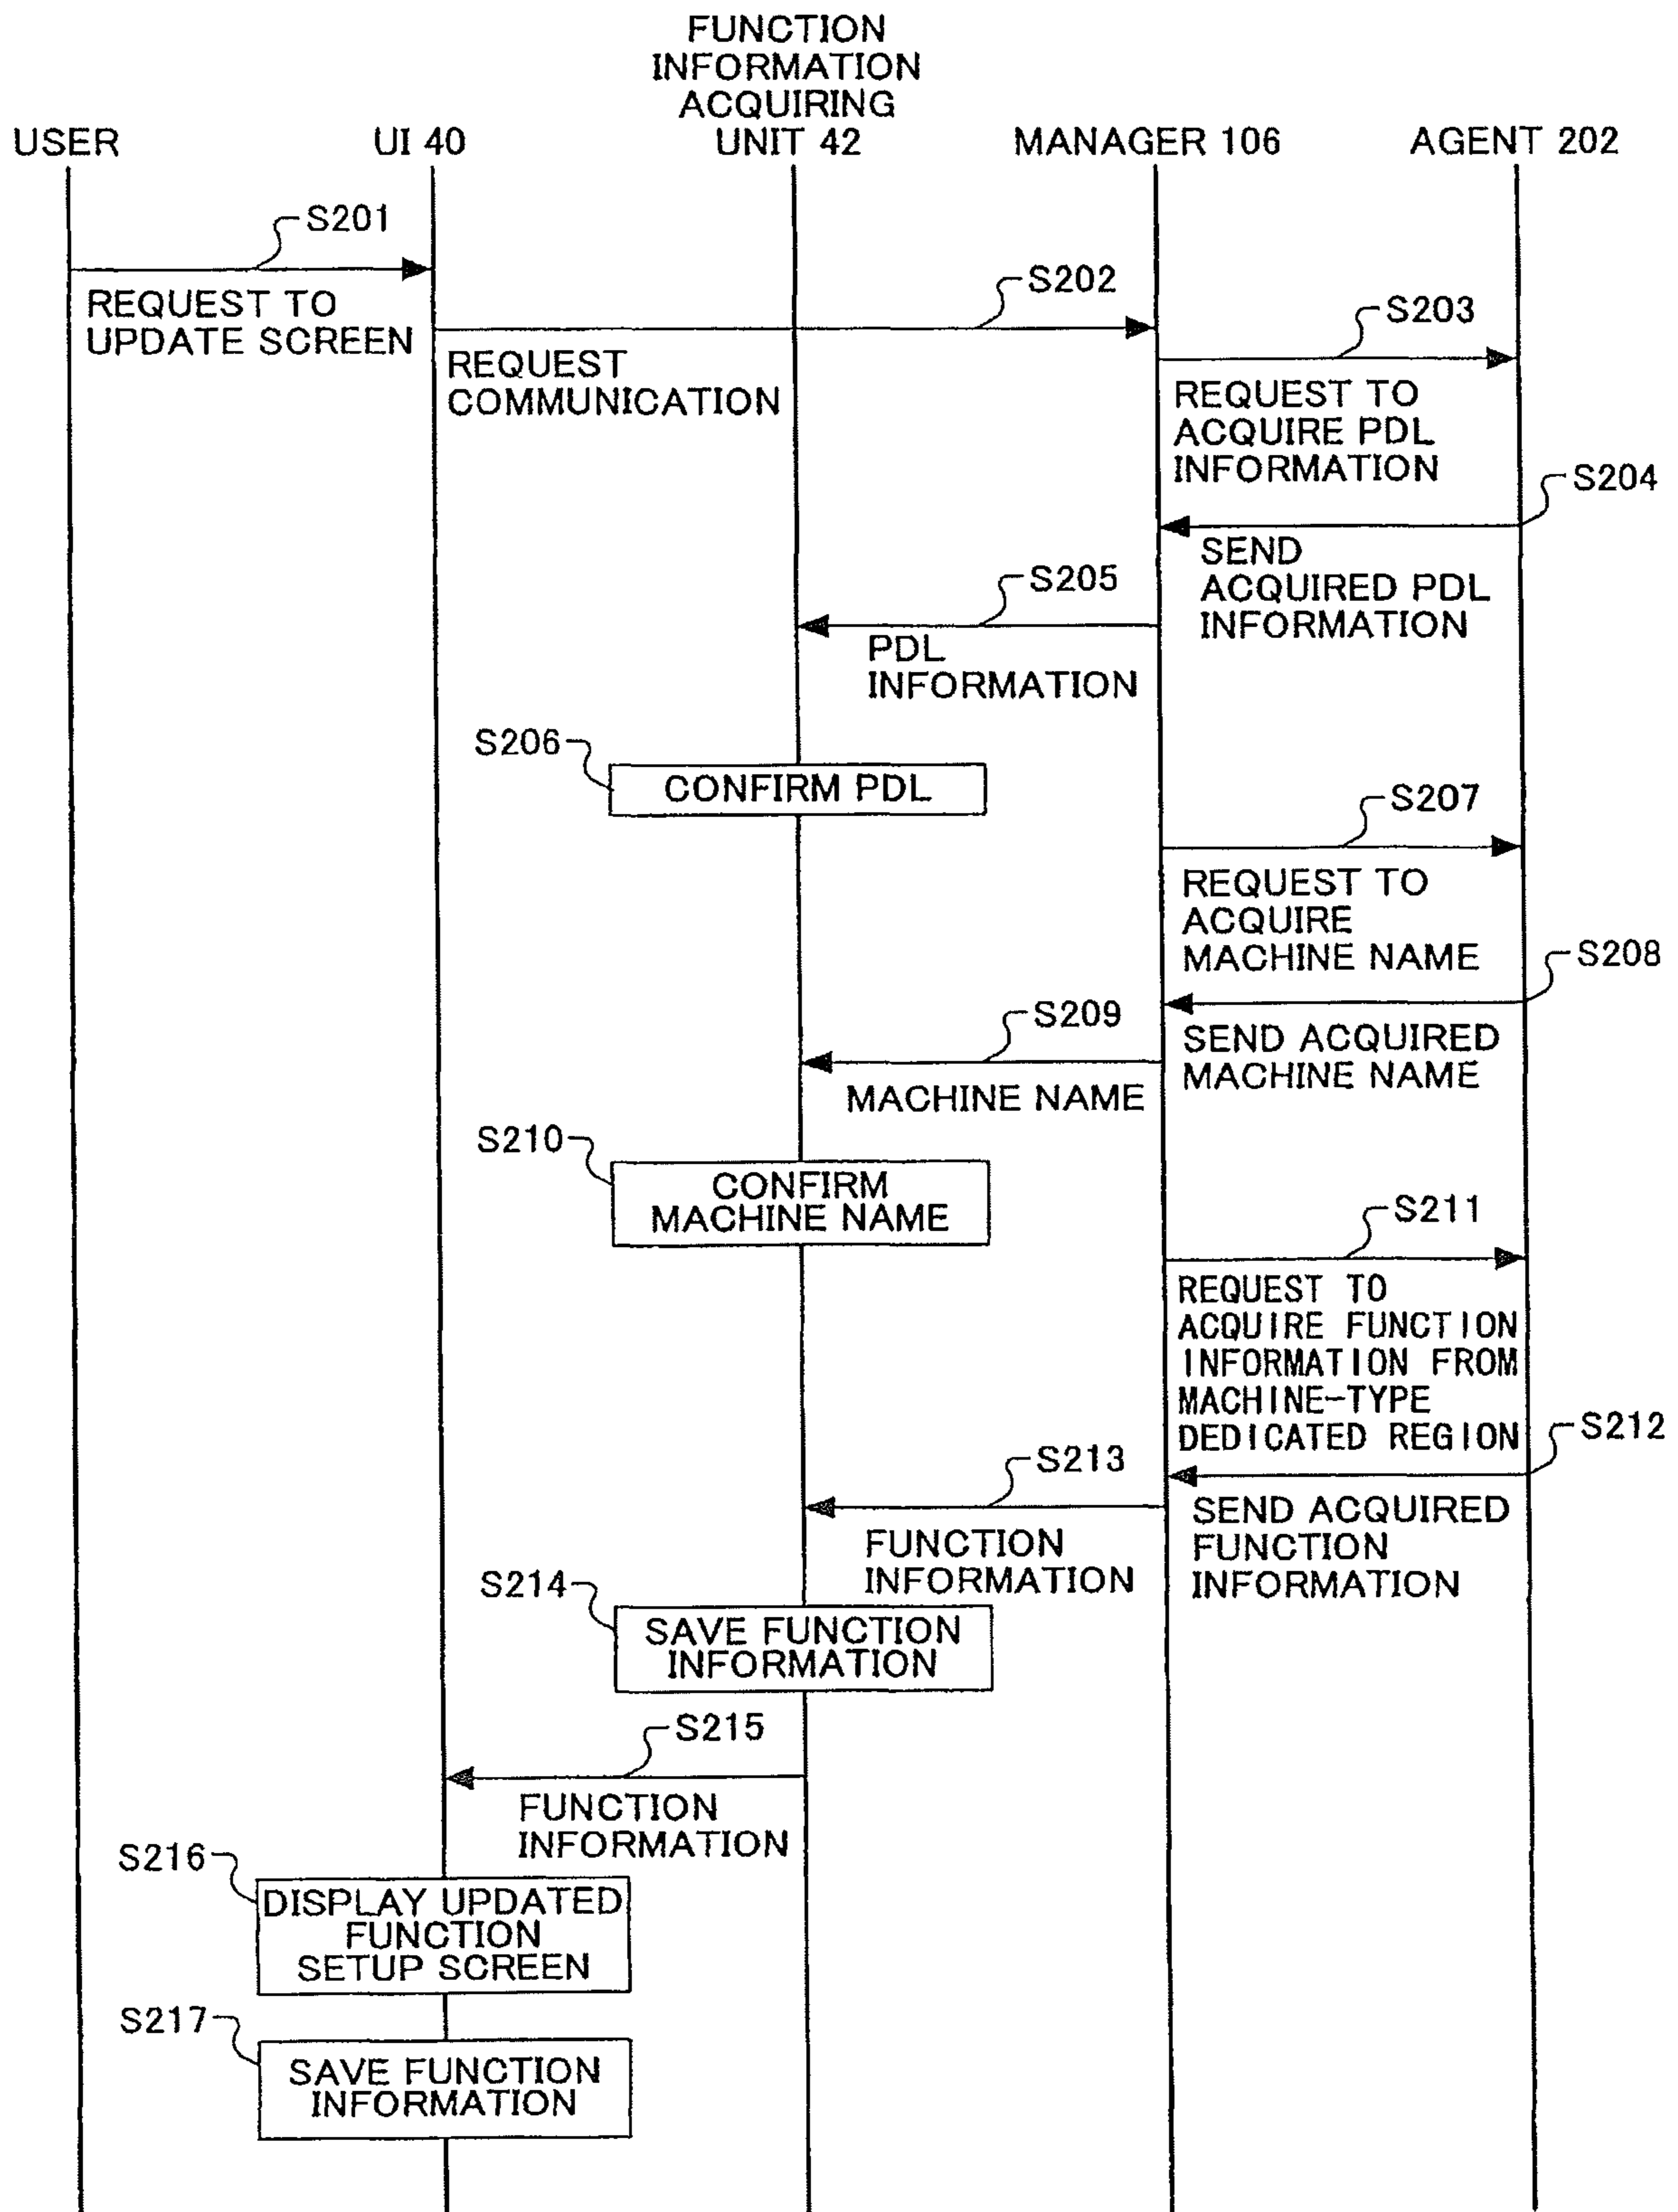 FUNCTION
INFORMATION
ACQUIRING
UNIT 42
USER
UI 40
MANAGER 106
AGENT 202
S201
REQUEST TO
UPDATE SCREEN
S202
REQUEST
COMMUNICATION
S203
REQUEST TO
ACQUIRE PDL
INFORMATION
S204
SEND
ACQUIRED PDL
INFORMATION
S205
PDL
INFORMATION
S206
CONFIRM PDL
S207
REQUEST TO
ACQUIRE
MACHINE NAME
S208
SEND ACQUIRED
MACHINE NAME
S209
MACHINE NAME
S210
CONFIRM
MACHINE NAME
S211
REQUEST TO
ACQUIRE FUNCTION
INFORMATION FROM
MACHINE-TYPE
DEDICATED REGION
S212
SEND ACQUIRED
FUNCTION
INFORMATION
S213
FUNCTION
INFORMATION
S214
SAVE FUNCTION
INFORMATION
S215
FUNCTION
INFORMATION
S216
DISPLAY UPDATED
FUNCTION
SETUP SCREEN
S217
SAVE FUNCTION
INFORMATION